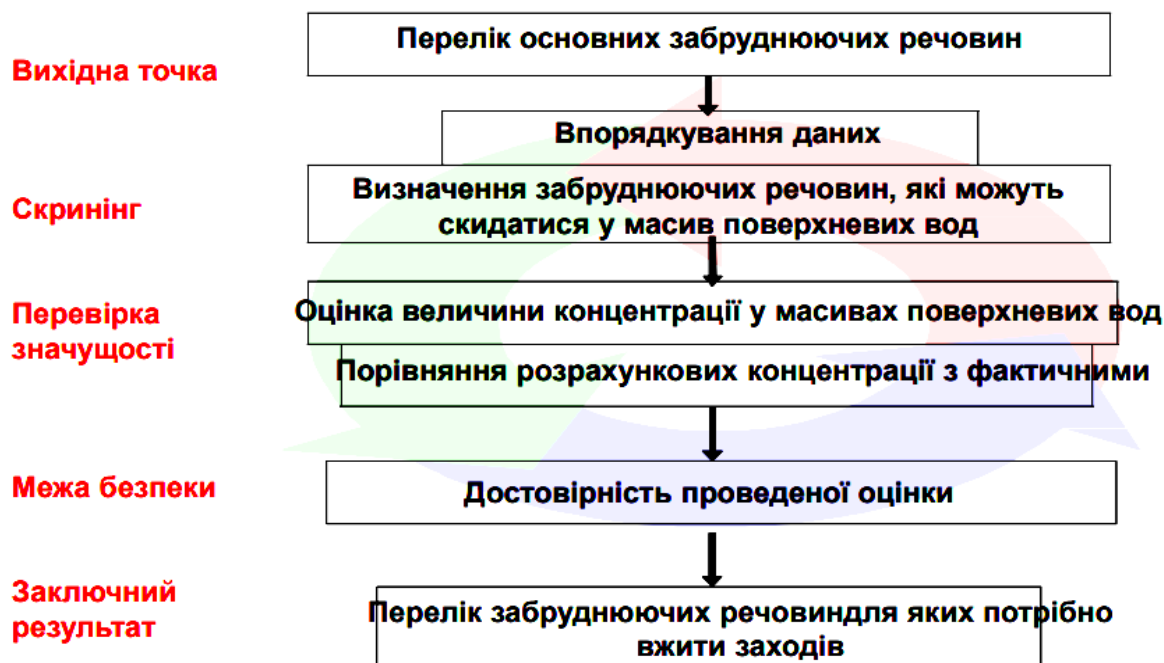 Перелік основних забруднюючих речовин
Вихідна точка
Впорядкування даних
Визначення забруднюючих речовин, які можуть
Скринінг
скидатися у масив поверхневих вод
Перевірка
значущості
Оцінка величини концентрації у масивах поверхневих вод
Порівняння розрахункових концентрації з фактичними
Межа безпеки
Достовірність проведеної оцінки
Заключний
результат
Перелік забруднюючих речовиндля яких потрібно
вжити заходів